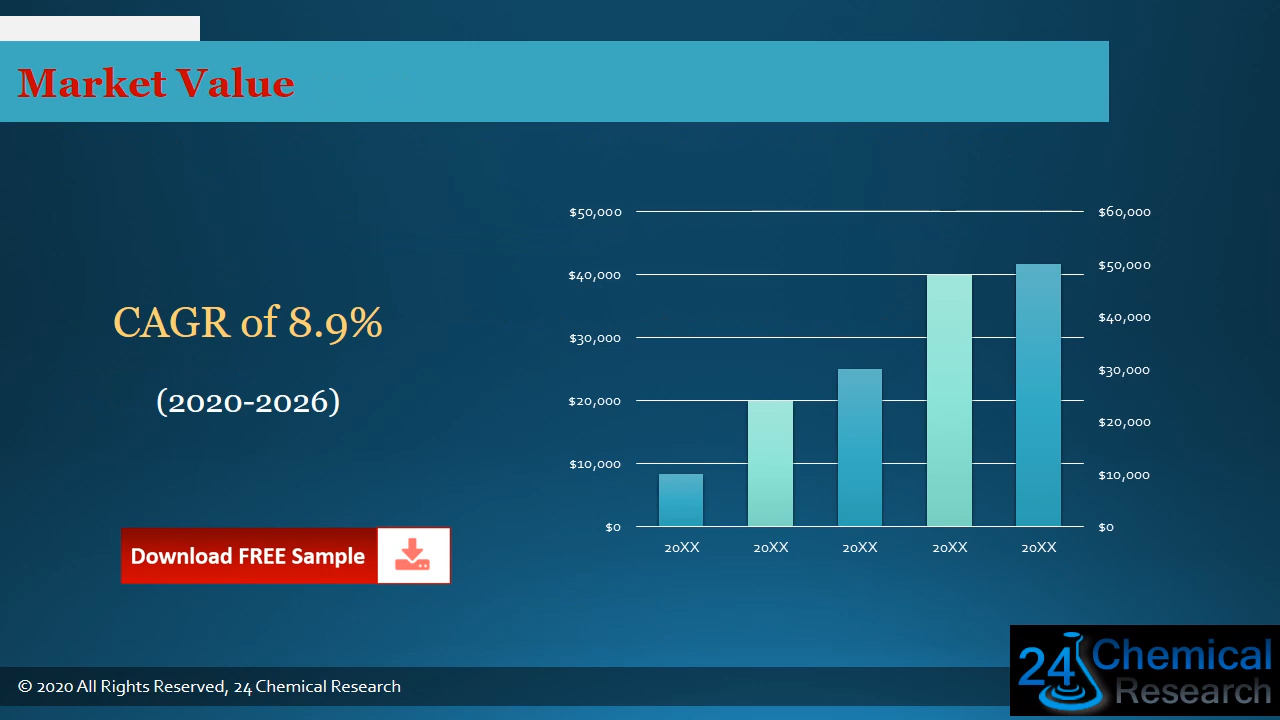 Market Value
CAGR of 8.9%
(2020-2026)
Download FREE Sample
$50,000
$40,000
$30,000
$20,000
$10,000
$0
$60,000
$50,000
$40,000
$30,000
$20,000
$10,000
$0
20XX 20XX 20XX 20XX 20XX
© 2020 All Rights Reserved, 24 Chemical Research
24 Chemical
Research